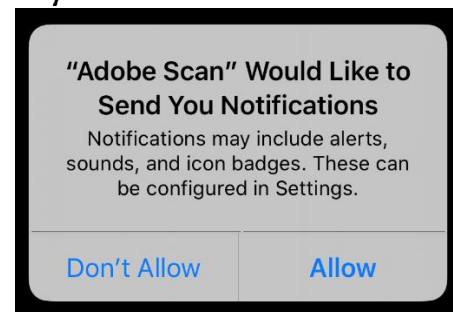 “Adobe Scan” Would Like to
Send You Notifications
Notifications may include alerts,
sounds, and icon badges. These can
be configured in Settings.
Don’t Allow
Allow